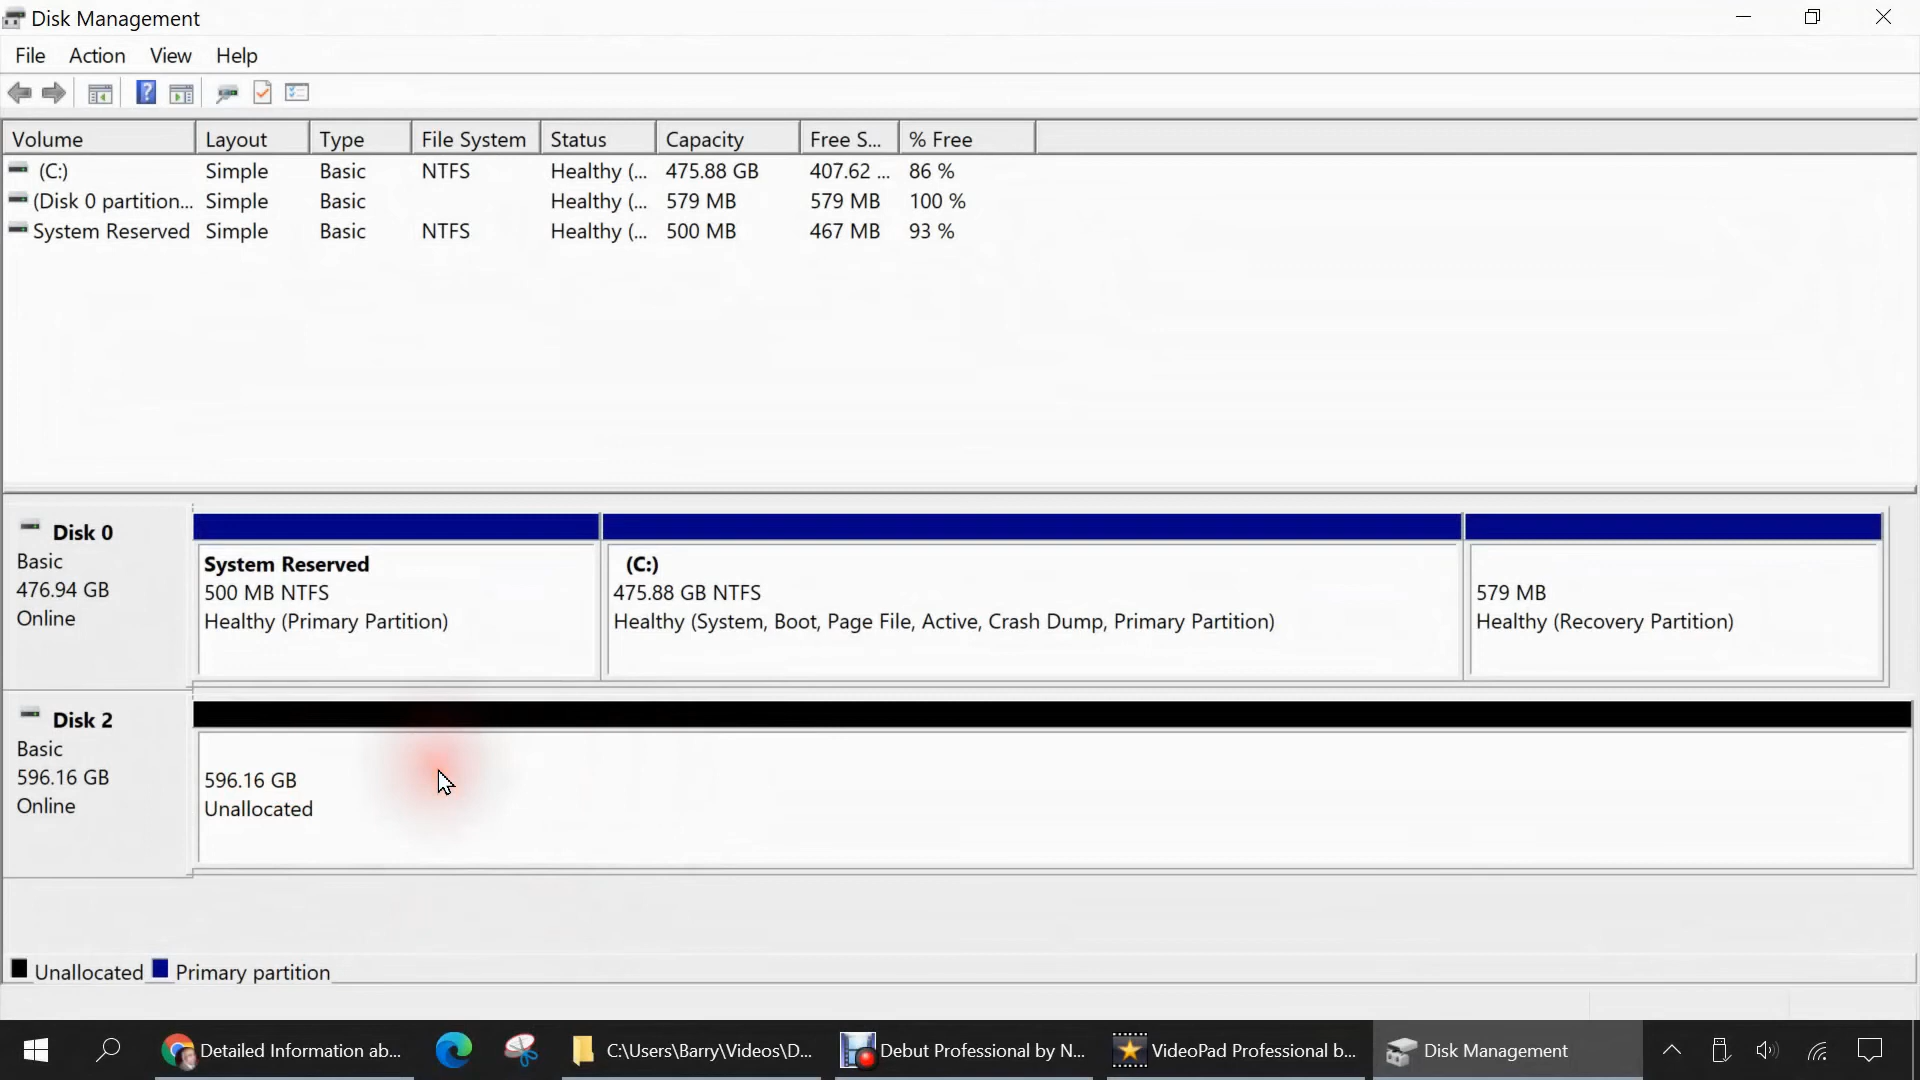 Disk Management
File Action View Help
Volume Layout Type File System Status Capacity Free S... % Free
(C:) Simple Basic NTFS Healthy (... 475.88 GB 407.62 ... 86 %
(Disk 0 partition... Simple Basic Healthy (... 579 MB 579 MB 100 %
System Reserved Simple Basic NTFS Healthy (... 500 MB 467 MB 93 %
Disk 0
Basic
476.94 GB
Online
System Reserved
500 MB NTFS
Healthy (Primary Partition)
(C:)
475.88 GB NTFS
Healthy (System, Boot, Page File, Active, Crash Dump, Primary Partition)
579 MB
Healthy (Recovery Partition)
Disk 2
Basic
596.16 GB
Online
596.16 GB
Unallocated
Unallocated Primary partition
Detailed Information ab... C:\Users\Barry\Videos\D... Debut Professional by N... VideoPad Professional b... Disk Management